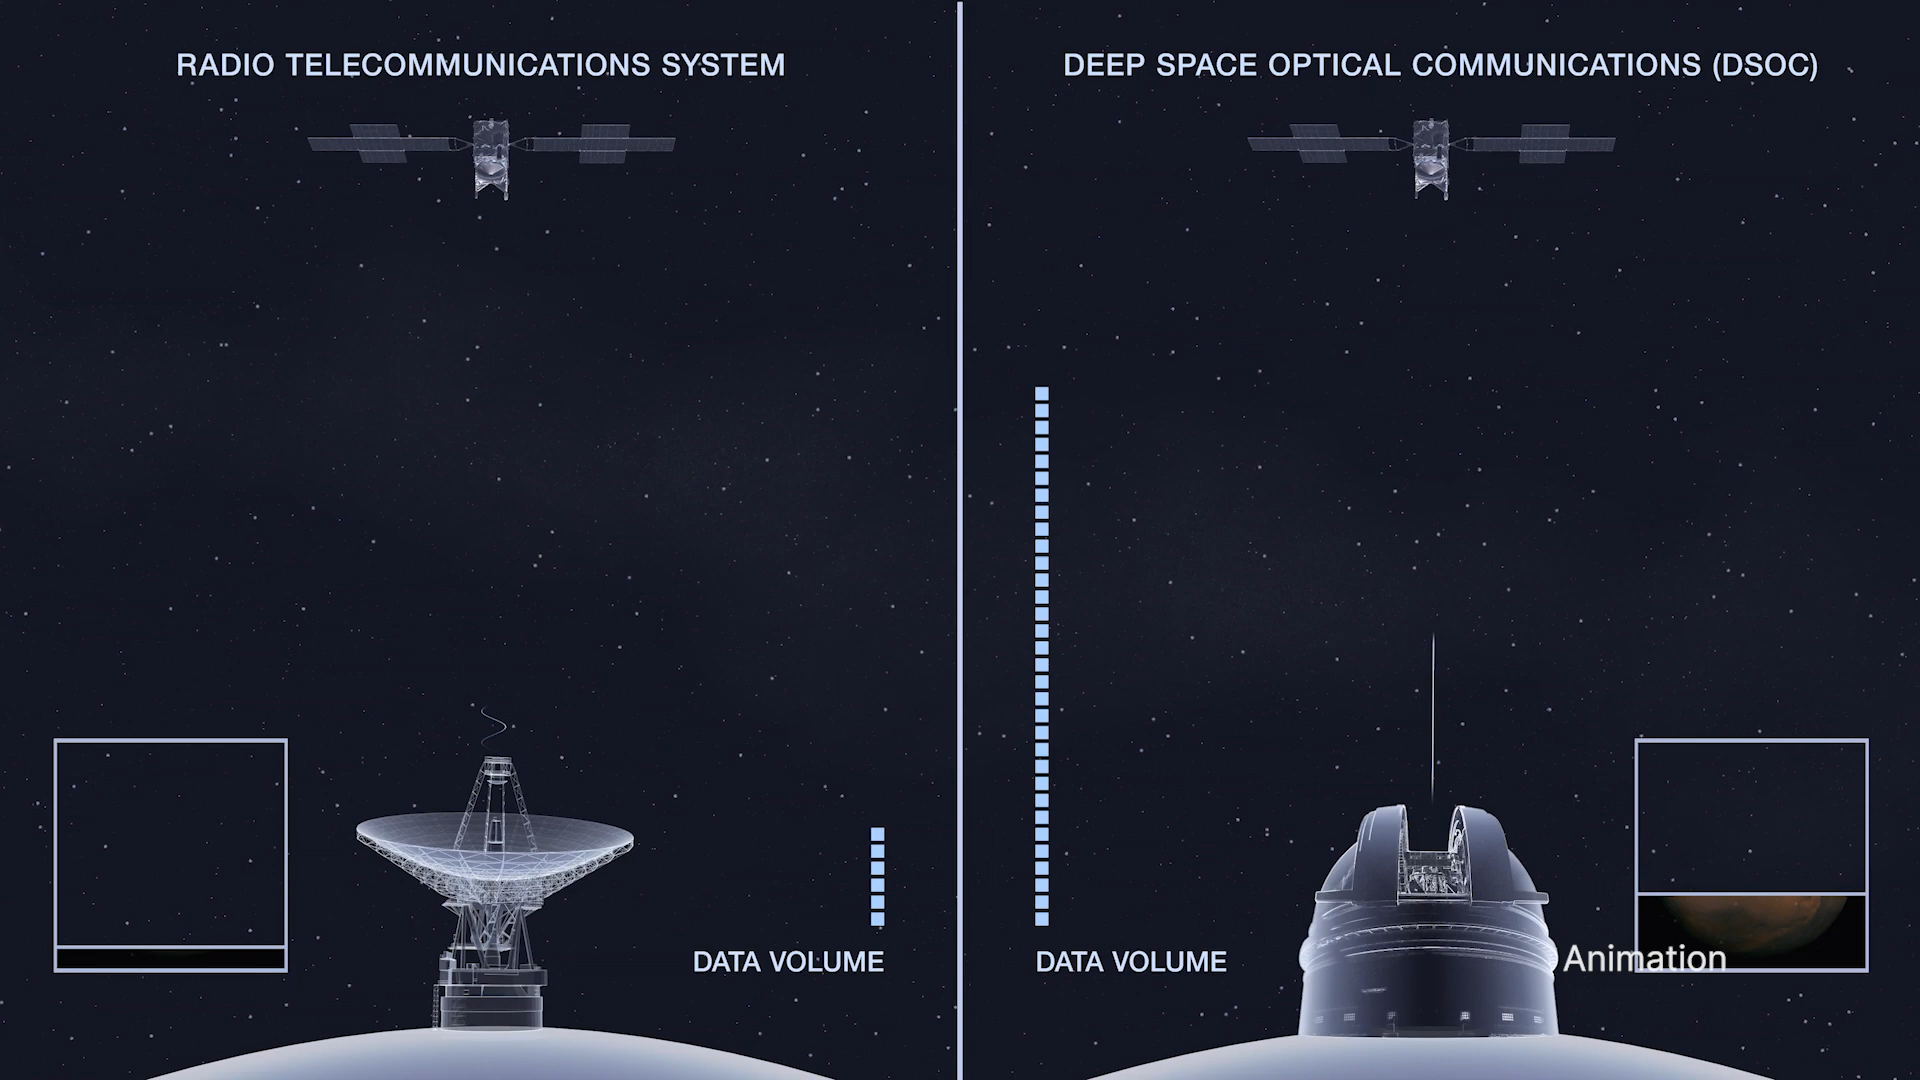 RADIO TELECOMMUNICATIONS SYSTEM
DATA VOLUME
DEEP SPACE OPTICAL COMMUNICATIONS (DSOC)
DATA VOLUME
Animation